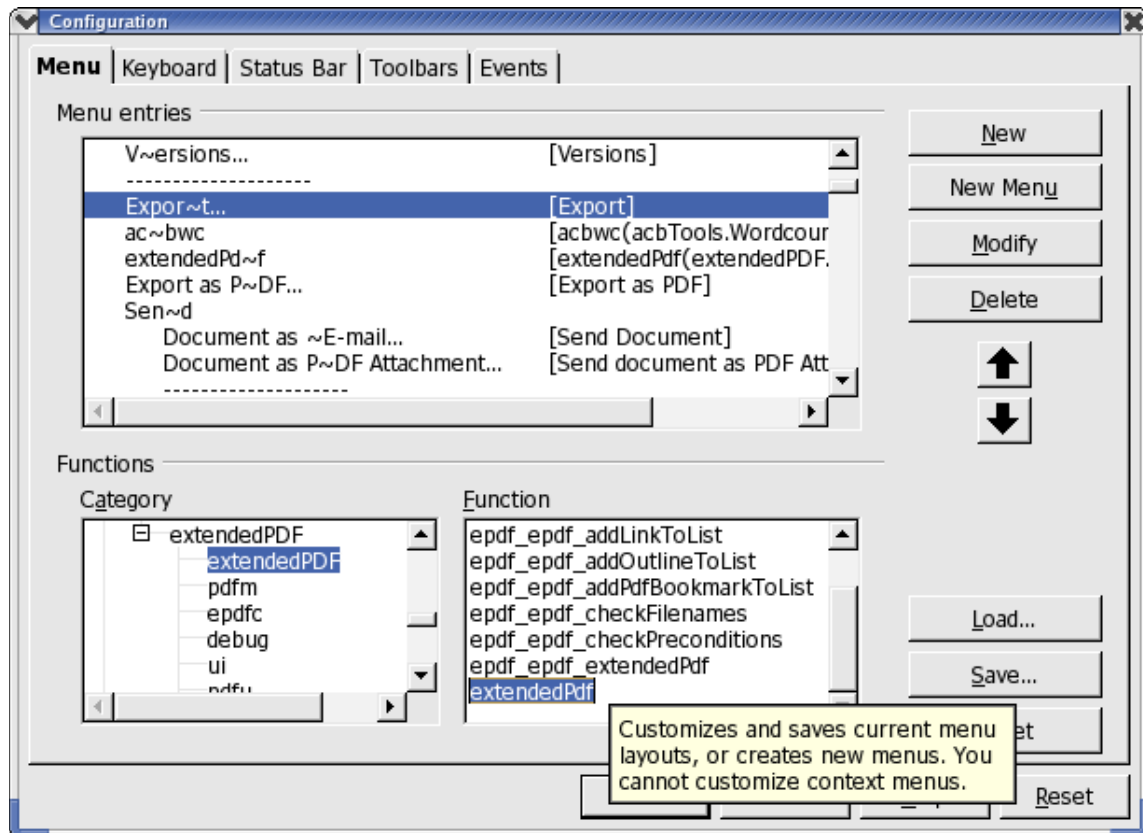 Configuration
Menu Keyboard Status Bar Toolbars Events
Menu entries
V~ersions... [Versions]
-------------------
Expor~t... [Export]
ac~bwc [acbwc(acbTools.Wordcour
extendedPd~f [extendedPdf(extendedPDF.
Export as P~DF... [Export as PDF]
Sen~d
Document as ~E-mail... [Send Document]
Document as P~DF Attachment... [Send document as PDF Att
-------------------
New
New Menu
Modify
Delete
Functions
Category
extendedPDF
extendedPDF
pdfm
epdfc
debug
ui
pdfu
Function
epdf_epdf_addLinkToList
epdf_epdf_addOutlineToList
epdf_epdf_addPdfBookmarkToList
epdf_epdf_checkFilenames
epdf_epdf_checkPreconditions
epdf_epdf_extendedPdf
extendedPdf
Load...
Save...
et
Customizes and saves current menu
layouts, or creates new menus. You
cannot customize context menus.
Reset